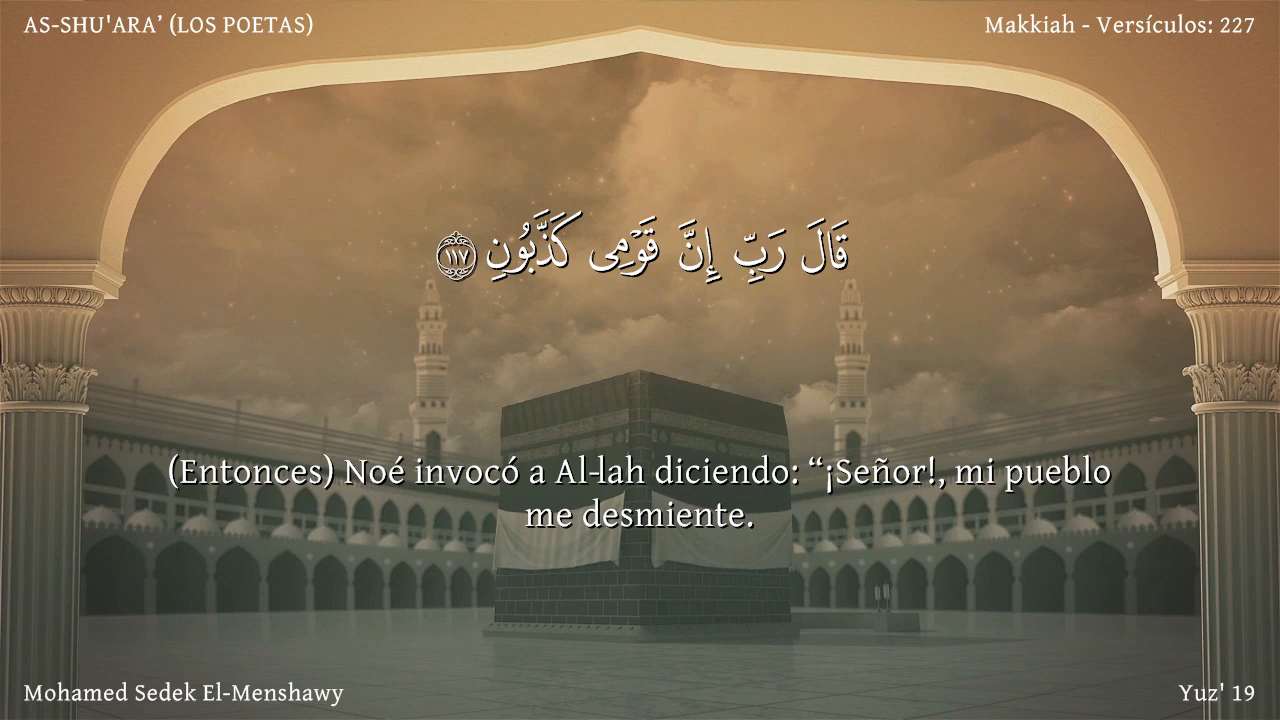 AS-SHU'ARA’ (LOS POETAS)
Makkiah - Versículos: 227
قَالَ رَبِّ إِنَّ قَوْمِى كَذَّبُونِ ١١٧
(Entonces) Noé invocó a Al-lah diciendo: “¡Señor!, mi pueblo
me desmiente.
Mohamed Sedek El-Menshawy
Yuz' 19